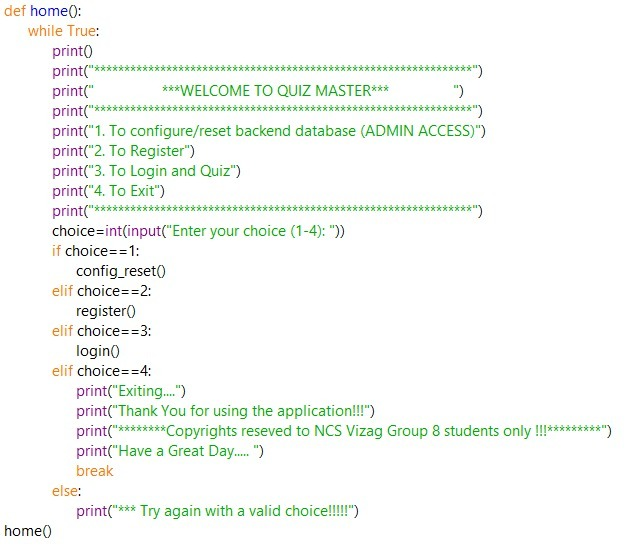 def home():
    while True:
        print()
        print("***************************************************************")
        print("                 ***WELCOME TO QUIZ MASTER***                 ")
        print("***************************************************************")
        print("1. To configure/reset backend database (ADMIN ACCESS)")
        print("2. To Register")
        print("3. To Login and Quiz")
        print("4. To Exit")
        print("***************************************************************")
        choice=int(input("Enter your choice (1-4): "))
        if choice==1:
            config_reset()
        elif choice==2:
            register()
        elif choice==3:
            login()
        elif choice==4:
            print("Exiting....")
            print("Thank You for using the application!!!")
            print("********Copyrights reseved to NCS Vizag Group 8 students only !!!*********")
            print("Have a Great Day..... ")
            break
        else:
            print("*** Try again with a valid choice!!!!!")
home()